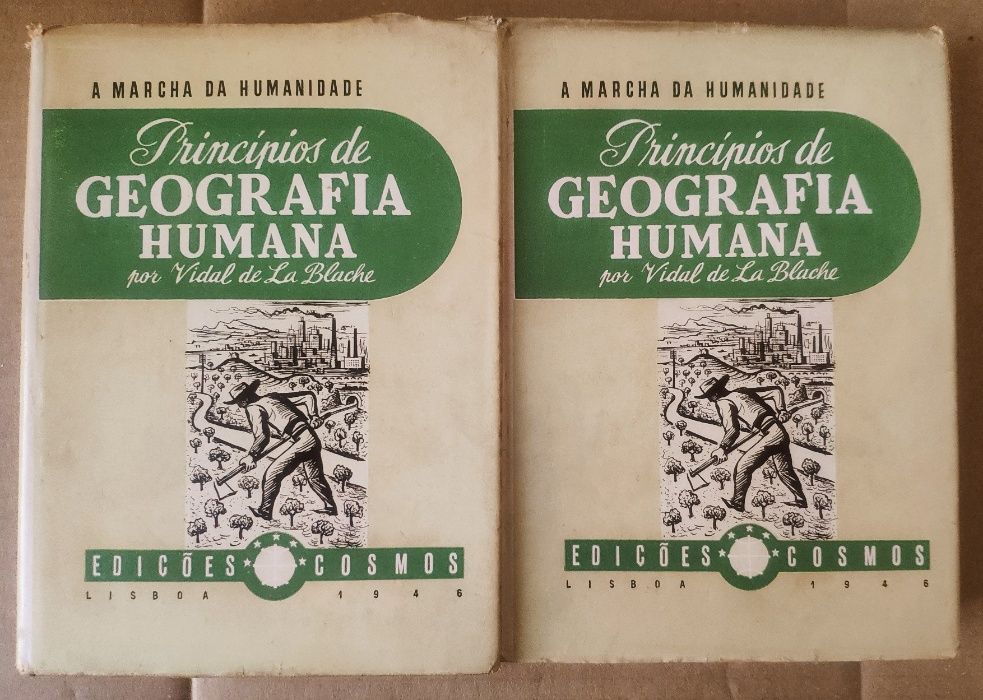 A MARCHA DA HUMANIDADE
Princípios de
GEOGRAFIA
HUMANA
por Vidal de La Blache
EDIÇÕES COSMOS
LISBOA 1946
A MARCHA DA HUMANIDADE
Princípios de
GEOGRAFIA
HUMANA
por Vidal de La Blache
EDIÇÕES COSMOS
LISBOA 1946